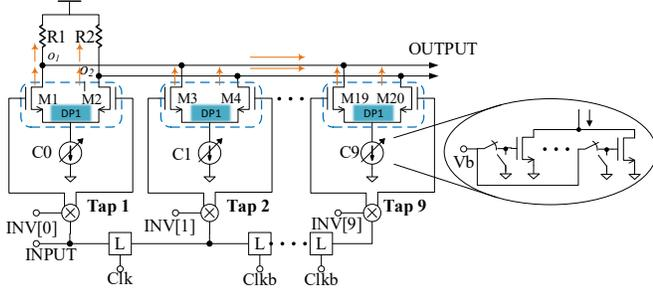 R1 R2
OUTPUT
O1
O2
M1 M2 M3 M4 M19 M20
DP1 DP1 DP1
C0 C1 C9
Vb
Tap 1 Tap 2 Tap 9
INV[0] INV[1] INV[9]
INPUT
L L L
Clk Clkb Clkb